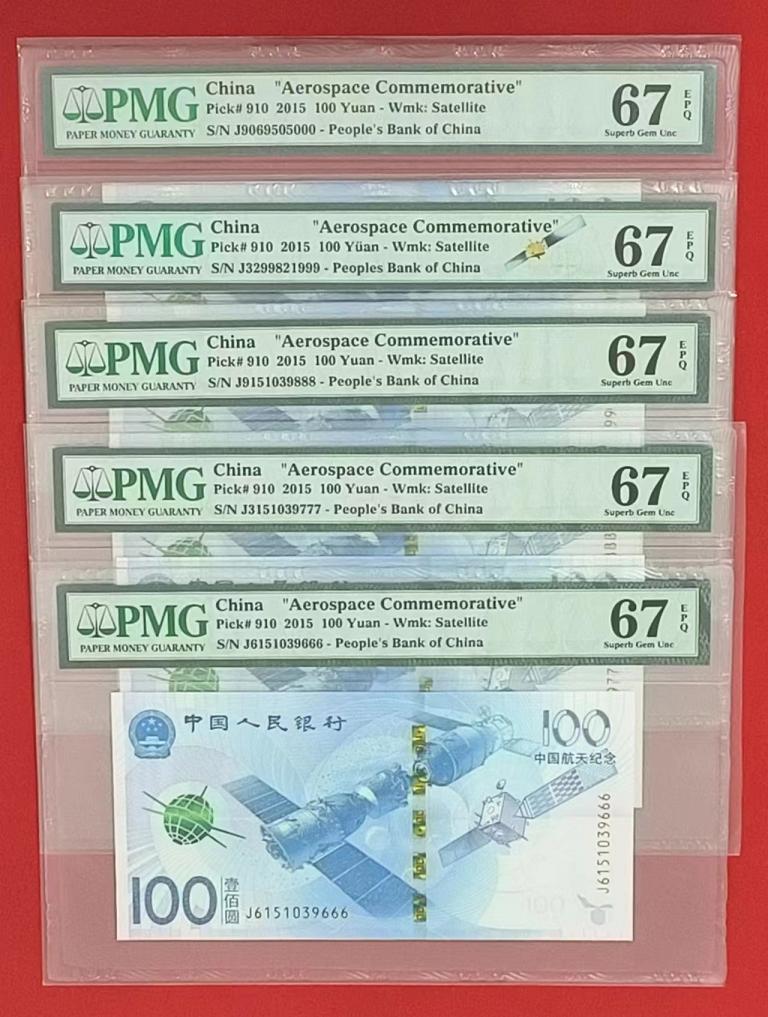 PMG
PAPER MONEY GUARANTY
China "Aerospace Commemorative"
Pick# 910 2015 100 Yuan - Wmk: Satellite
S/N J9069505000 - People's Bank of China
67
EPQ
Superb Gem Unc
PMG
PAPER MONEY GUARANTY
China "Aerospace Commemorative"
Pick# 910 2015 100 Yüan - Wmk: Satellite
S/N J3299821999 - Peoples Bank of China
67
EPQ
Superb Gem Unc
PMG
PAPER MONEY GUARANTY
China "Aerospace Commemorative"
Pick# 910 2015 100 Yuan - Wmk: Satellite
S/N J9151039888 - People's Bank of China
67
EPQ
Superb Gem Unc
PMG
PAPER MONEY GUARANTY
China "Aerospace Commemorative"
Pick# 910 2015 100 Yuan - Wmk: Satellite
S/N J3151039777 - People's Bank of China
67
EPQ
Superb Gem Unc
PMG
PAPER MONEY GUARANTY
China "Aerospace Commemorative"
Pick# 910 2015 100 Yuan - Wmk: Satellite
S/N J6151039666 - People's Bank of China
67
EPQ
Superb Gem Unc
中国人民银行
100
中国航天纪念
J6151039666
100
壹佰圆
J6151039666